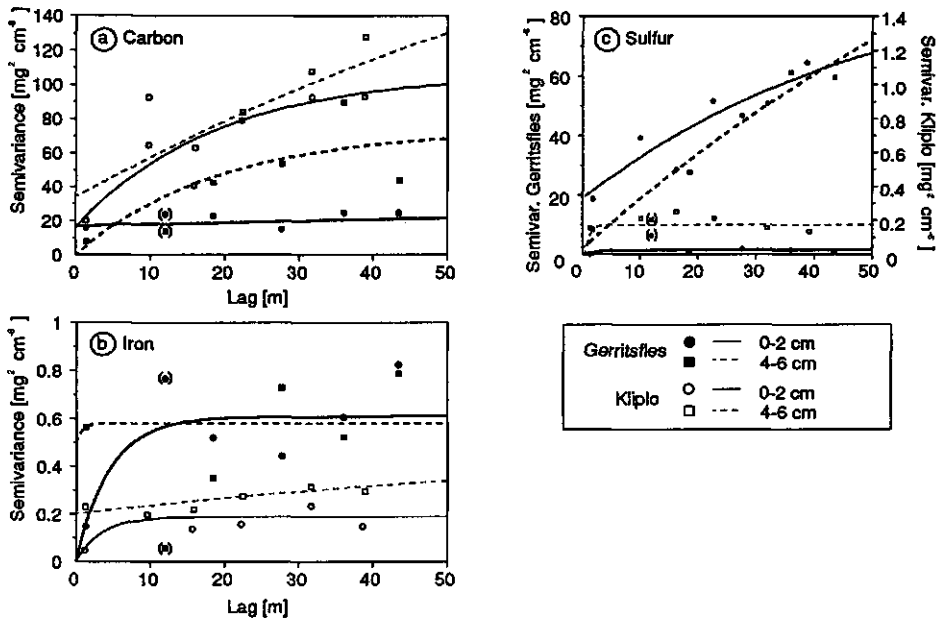 ⓐ Carbon
Semivariance [mg² cm⁻⁶]
140
120
100
80
60
40
20
0
0 10 20 30 40 50
Lag [m]
ⓒ Sulfur
Semivar. Gerritsfles [mg² cm⁻⁶]
80
60
40
20
0
Semivar. Kliplo [mg² cm⁻⁶]
1.4
1.2
1
0.8
0.6
0.4
0.2
0
0 10 20 30 40 50
Lag [m]
ⓑ Iron
Semivariance [mg² cm⁻⁶]
1
0.8
0.6
0.4
0.2
0
0 10 20 30 40 50
Lag [m]
Gerritsfles
0-2 cm
4-6 cm
Kliplo
0-2 cm
4-6 cm